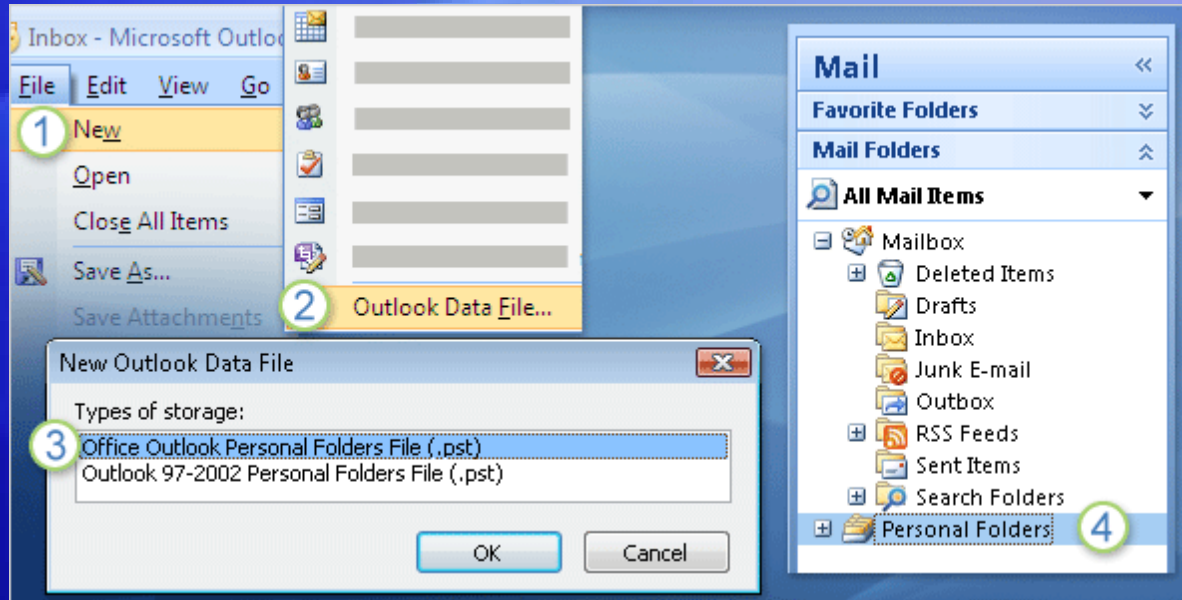 Inbox - Microsoft Outloo
File Edit View Go
1 New
Open
Close All Items
Save As...
Save Attachments
2 Outlook Data File...
New Outlook Data File
Types of storage:
3 Office Outlook Personal Folders File (.pst)
Outlook 97-2002 Personal Folders File (.pst)
OK Cancel
Mail
Favorite Folders
Mail Folders
All Mail Items
Mailbox
Deleted Items
Drafts
Inbox
Junk E-mail
Outbox
RSS Feeds
Sent Items
Search Folders
Personal Folders 4